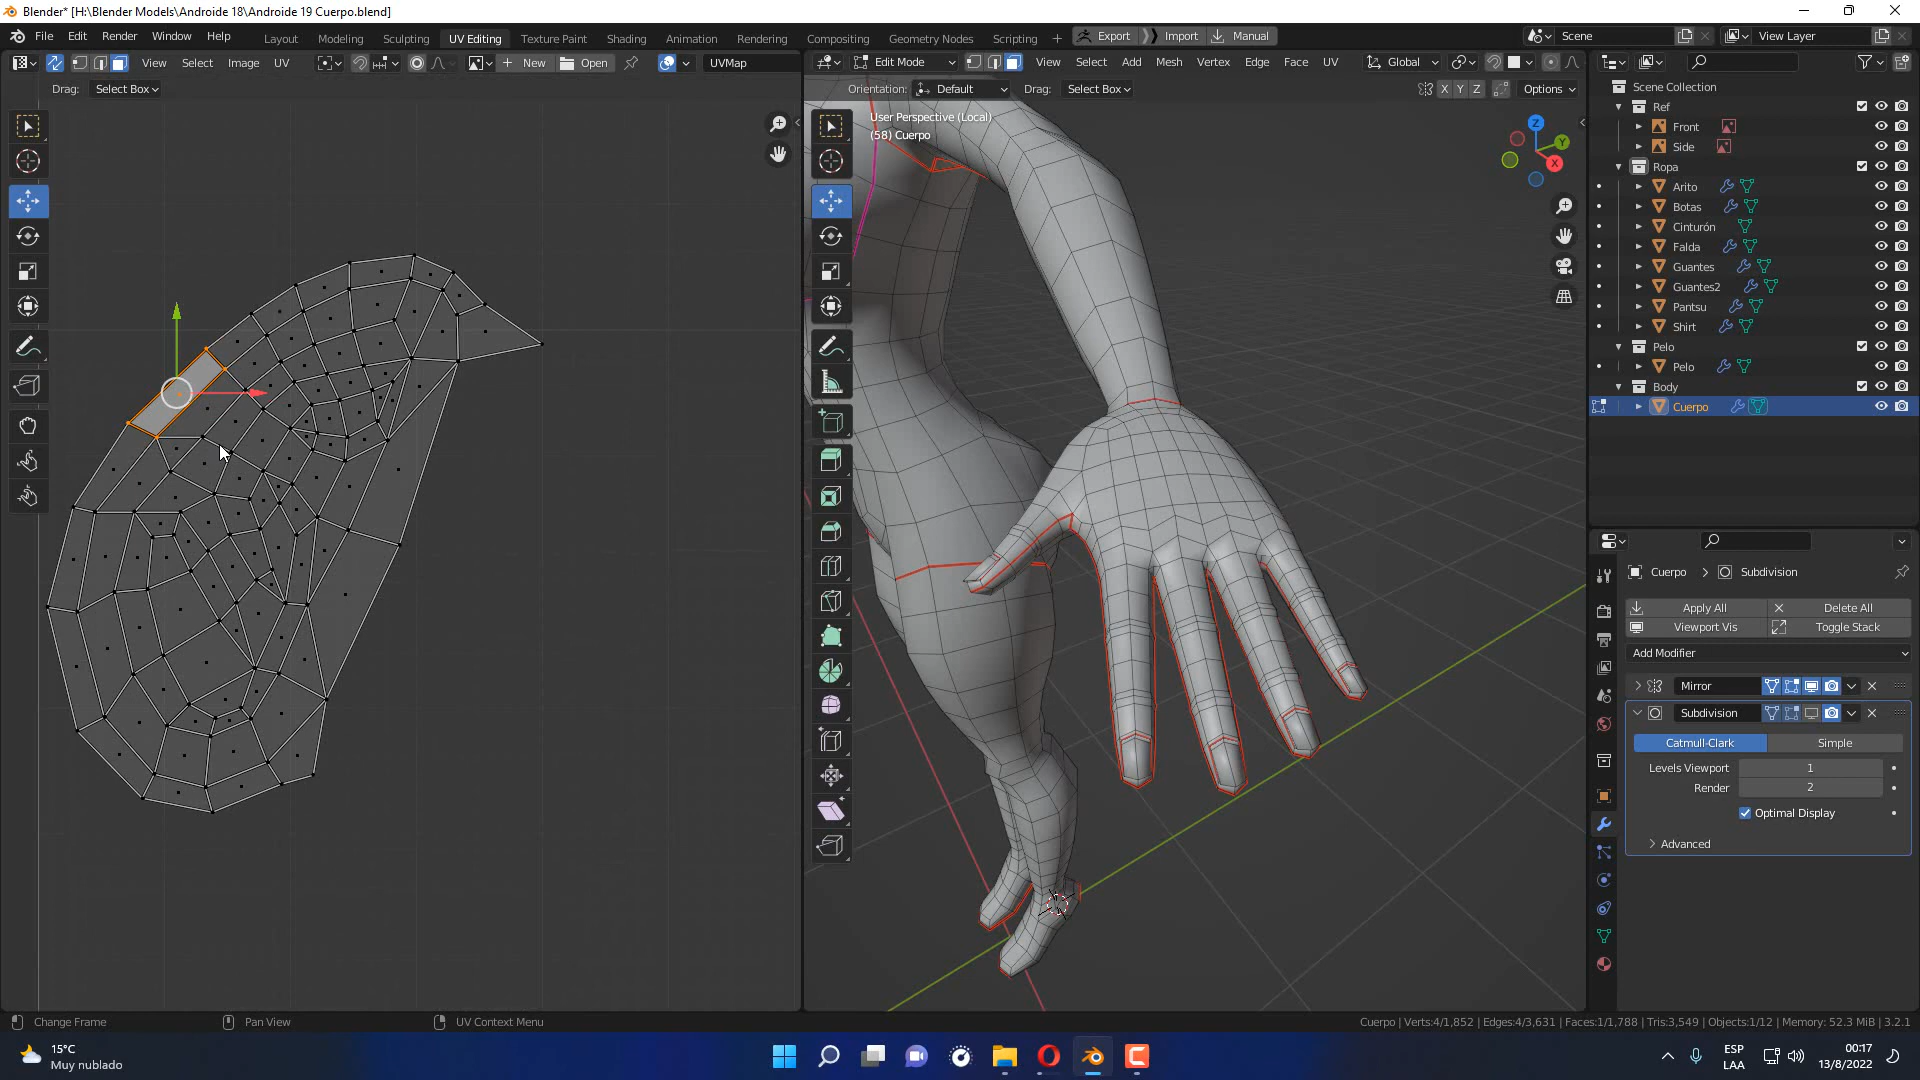 Blender* [H:\Blender Models\Androide 18\Androide 19 Cuerpo.blend]
File Edit Render Window Help
Layout Modeling Sculpting UV Editing Texture Paint Shading Animation Rendering Compositing Geometry Nodes Scripting
Export Import Manual
Scene
View Layer
View Select Image UV
New Open
UVMap
Edit Mode
View Select Add Mesh Vertex Edge Face UV
Global
Drag: Select Box
Orientation: Default Drag: Select Box
X Y Z
Options
User Perspective (Local)
(58) Cuerpo
Z
Y
X
Scene Collection
Ref
Front
Side
Ropa
Arito
Botas
Cinturón
Falda
Guantes
Guantes2
Pantsu
Shirt
Pelo
Pelo
Body
Cuerpo
Cuerpo
Subdivision
Apply All
Delete All
Viewport Vis
Toggle Stack
Add Modifier
Mirror
Subdivision
Catmull-Clark
Simple
Levels Viewport 1
Render 2
Optimal Display
Advanced
Change Frame
Pan View
UV Context Menu
Cuerpo | Verts:4/1,852 | Edges:4/3,631 | Faces:1/1,788 | Tris:3,549 | Objects:1/12 | Memory: 52.3 MiB | 3.2.1
15°C
Muy nublado
ESP
LAA
00:17
13/8/2022